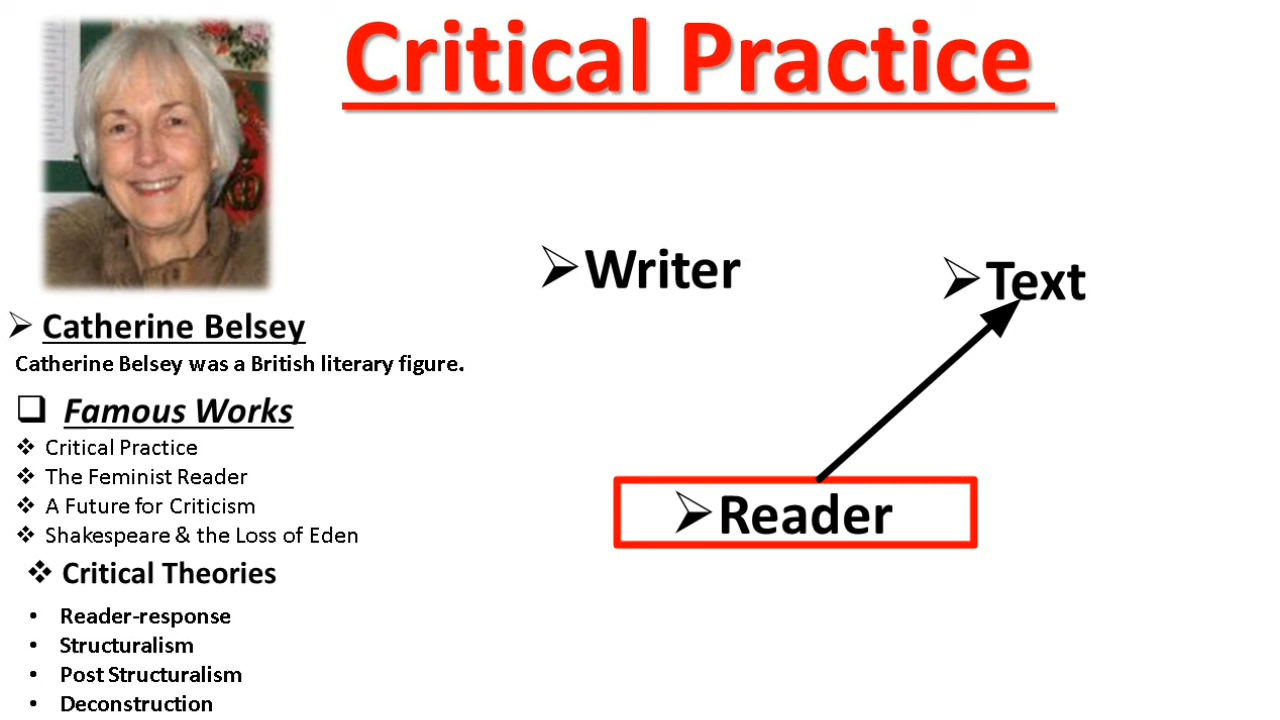 Critical Practice
Writer
Text
Reader
Catherine Belsey
Catherine Belsey was a British literary figure.
Famous Works
Critical Practice
The Feminist Reader
A Future for Criticism
Shakespeare & the Loss of Eden
Critical Theories
Reader-response
Structuralism
Post Structuralism
Deconstruction